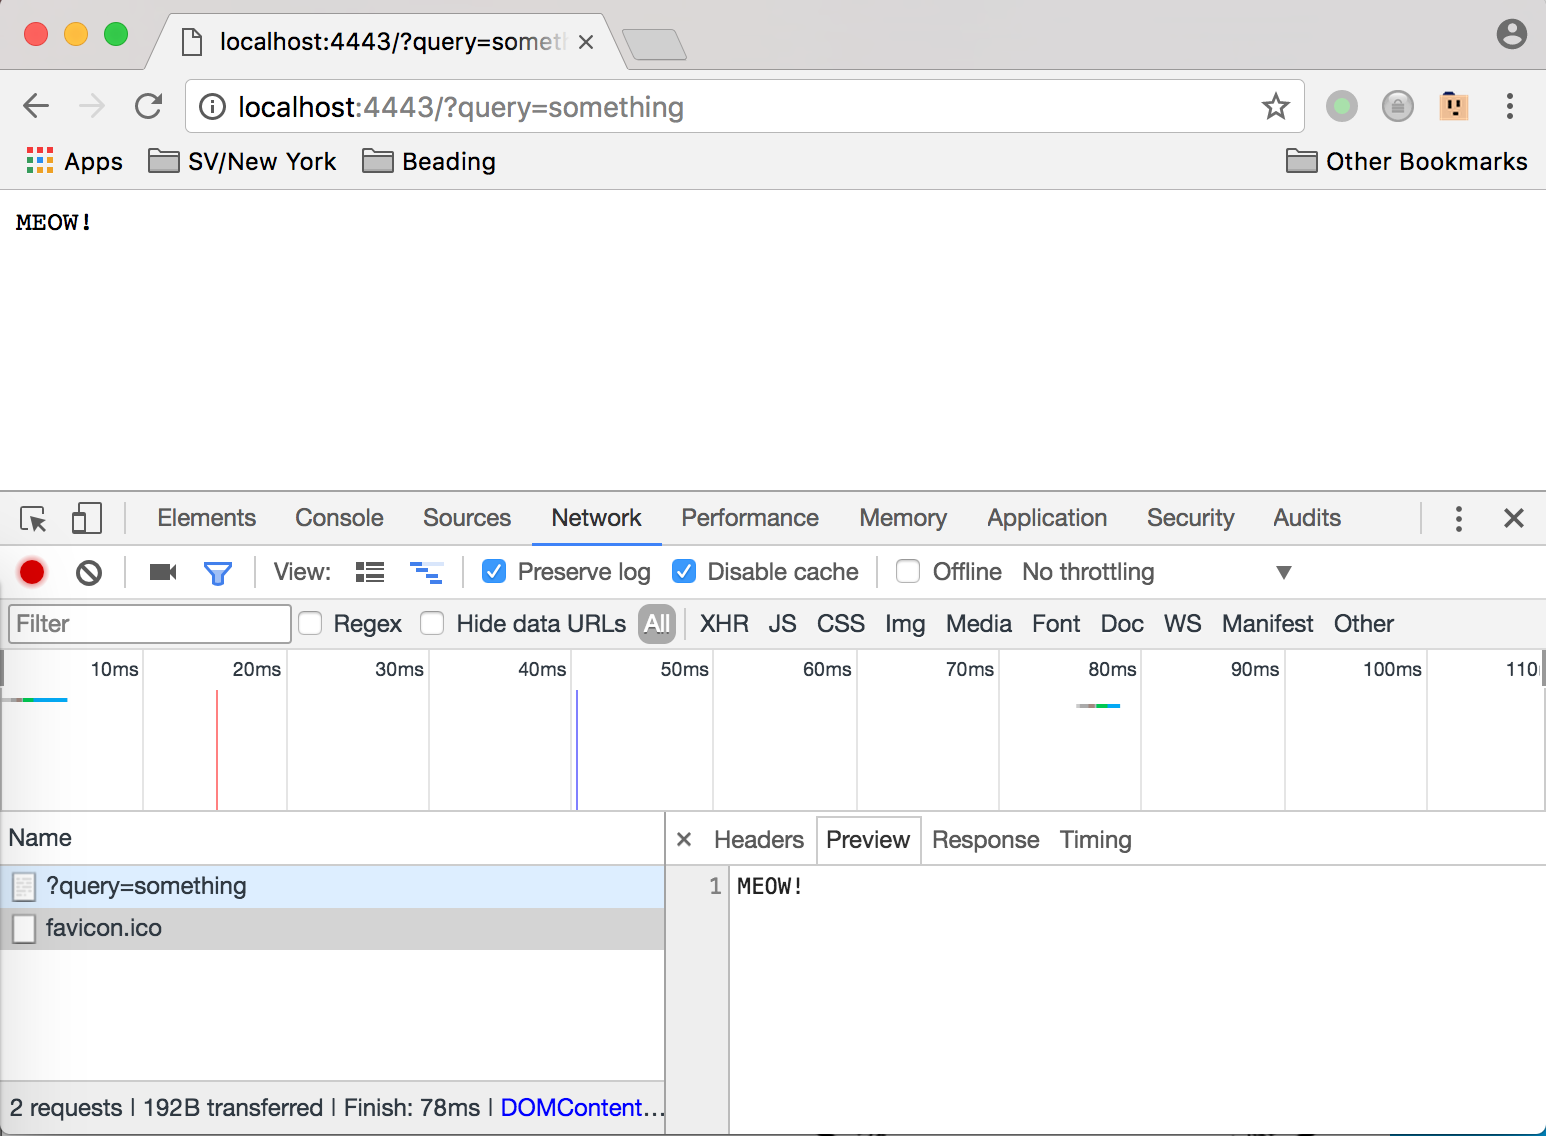 localhost:4443/?query=someth
localhost:4443/?query=something
Apps SV/New York Beading Other Bookmarks
MEOW!
Elements Console Sources Network Performance Memory Application Security Audits
View: Preserve log Disable cache Offline No throttling
Filter Regex Hide data URLs All XHR JS CSS Img Media Font Doc WS Manifest Other
10ms 20ms 30ms 40ms 50ms 60ms 70ms 80ms 90ms 100ms 110
Name
Headers Preview Response Timing
?query=something
1 MEOW!
favicon.ico
2 requests | 192B transferred | Finish: 78ms | DOMContent...